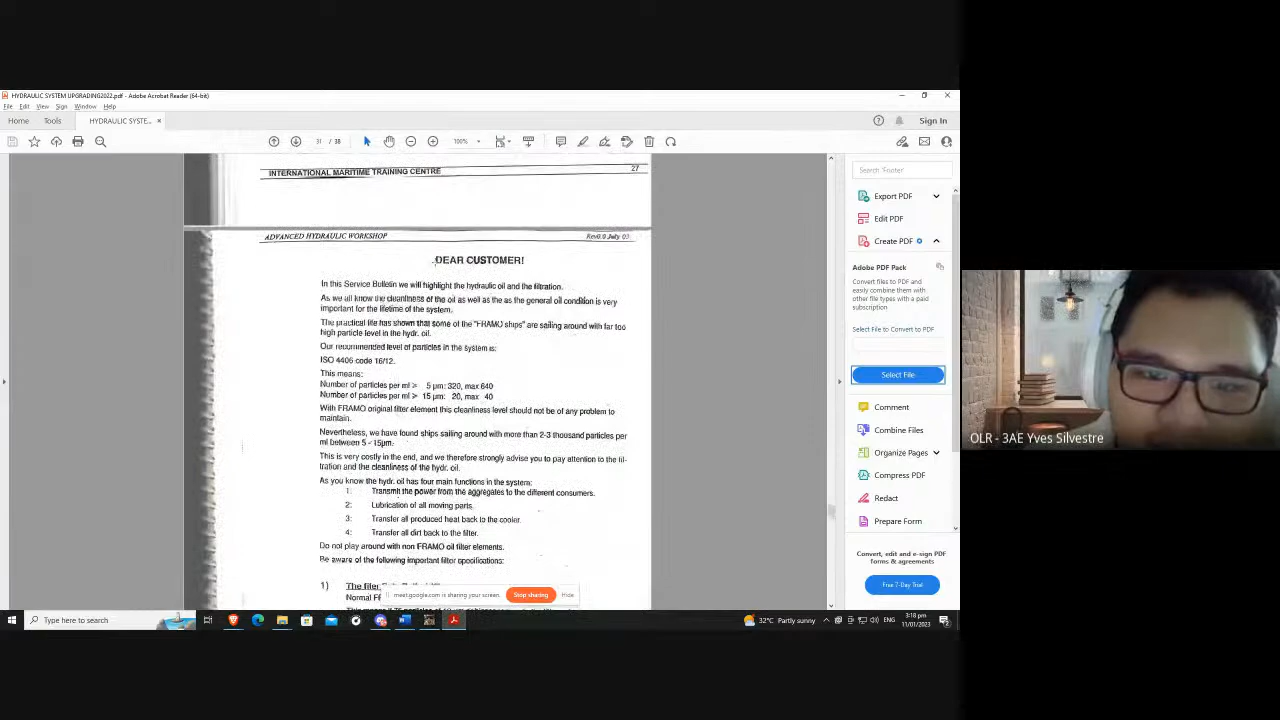 HYDRAULIC SYSTEM UPGRADING2022.pdf - Adobe Acrobat Reader (64-bit)
File Edit View Sign Window Help
Home Tools HYDRAULIC SYSTE... ×
Sign In
31 / 38 100%
INTERNATIONAL MARITIME TRAINING CENTRE 27
ADVANCED HYDRAULIC WORKSHOP Rev0.0 July 03
DEAR CUSTOMER!
In this Service Bulletin we will highlight the hydraulic oil and the filtration.
As we all know the cleanliness of the oil as well as the as the general oil condition is very
important for the lifetime of the system.
The practical life has shown that some of the "FRAMO ships" are sailing around with far too
high particle level in the hydr. oil.
Our recommended level of particles in the system is:
ISO 4406 code 16/12.
This means:
Number of particles per ml > 5 µm: 320, max 640
Number of particles per ml > 15 µm: 20, max 40
With FRAMO original filter element this cleanliness level should not be of any problem to
maintain.
Nevertheless, we have found ships sailing around with more than 2-3 thousand particles per
ml between 5 - 15µm.
This is very costly in the end, and we therefore strongly advise you to pay attention to the fil-
tration and the cleanliness of the hydr. oil.
As you know the hydr. oil has four main functions in the system:
1: Transmit the power from the aggregates to the different consumers.
2: Lubrication of all moving parts.
3: Transfer all produced heat back to the cooler.
4: Transfer all dirt back to the filter.
Do not play around with non FRAMO oil filter elements.
Be aware of the following important filter specifications:
1) The filer
Normal
meet.google.com is sharing your screen. Stop sharing Hide
Search 'Footer'
Export PDF
Edit PDF
Create PDF
Adobe PDF Pack
Convert files to PDF and
easily combine them with
other file types with a paid
subscription
Select File to Convert to PDF
Select File
Comment
Combine Files
Organize Pages
Compress PDF
Redact
Prepare Form
Convert, edit and e-sign PDF
forms & agreements
Free 7-Day Trial
Type here to search
32°C Partly sunny ENG
3:18 pm
11/01/2023
OLR - 3AE Yves Silvestre